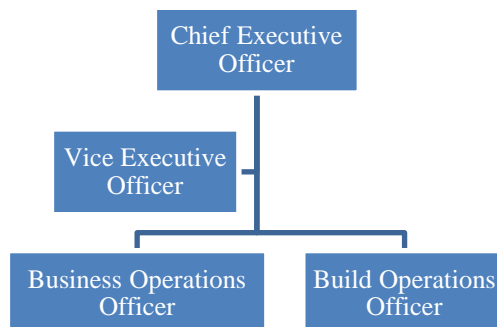 Chief Executive
Officer
Vice Executive
Officer
Business Operations
Officer
Build Operations
Officer